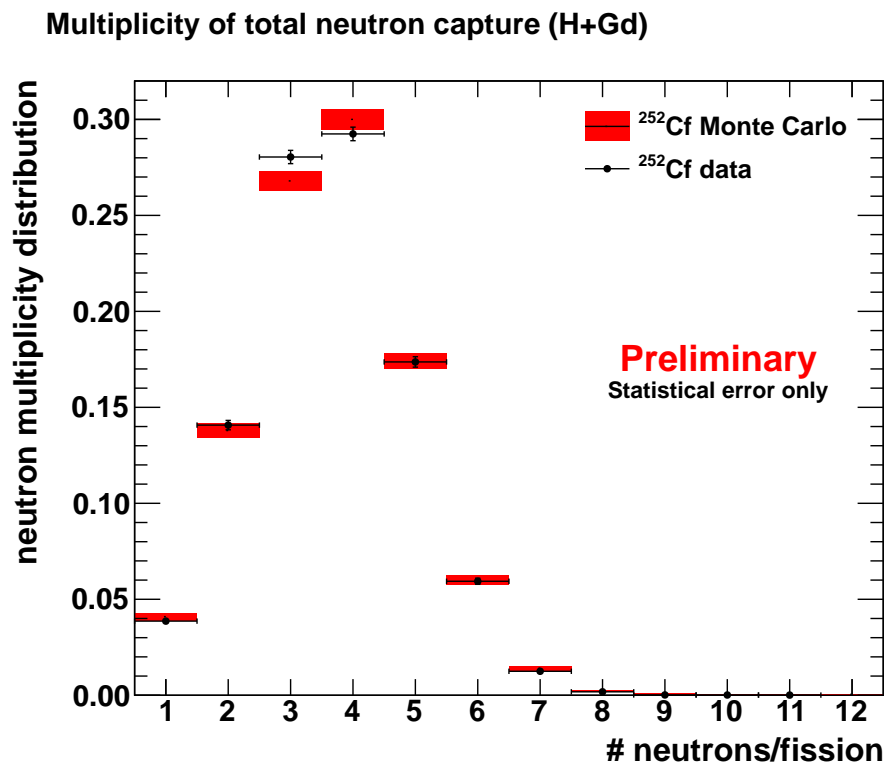 Multiplicity of total neutron capture (H+Gd)
neutron multiplicity distribution
0.30
0.25
0.20
0.15
0.10
0.05
0.00
²⁵²Cf Monte Carlo
²⁵²Cf data
Preliminary
Statistical error only
1 2 3 4 5 6 7 8 9 10 11 12
# neutrons/fission